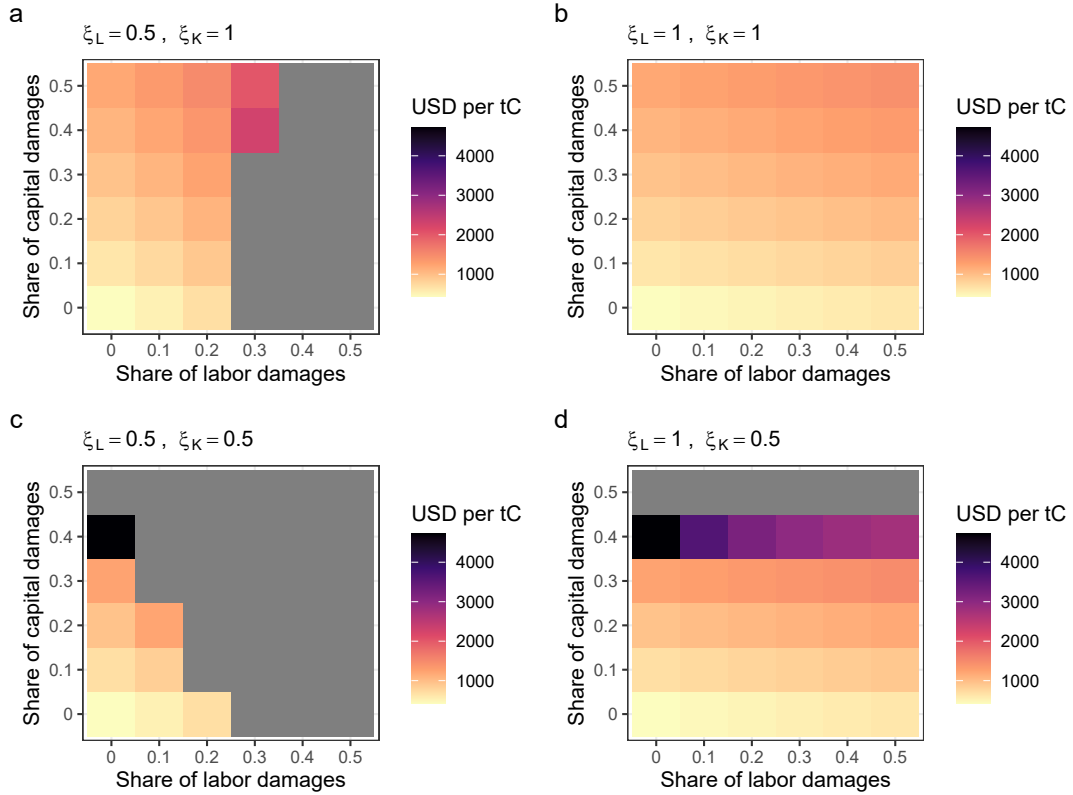 a
ξL = 0.5 , ξK = 1
Share of capital damages
0.5
0.4
0.3
0.2
0.1
0
0 0.1 0.2 0.3 0.4 0.5
Share of labor damages
USD per tC
4000
3000
2000
1000
b
ξL = 1 , ξK = 1
Share of capital damages
0.5
0.4
0.3
0.2
0.1
0
0 0.1 0.2 0.3 0.4 0.5
Share of labor damages
USD per tC
4000
3000
2000
1000
c
ξL = 0.5 , ξK = 0.5
Share of capital damages
0.5
0.4
0.3
0.2
0.1
0
0 0.1 0.2 0.3 0.4 0.5
Share of labor damages
USD per tC
4000
3000
2000
1000
d
ξL = 1 , ξK = 0.5
Share of capital damages
0.5
0.4
0.3
0.2
0.1
0
0 0.1 0.2 0.3 0.4 0.5
Share of labor damages
USD per tC
4000
3000
2000
1000